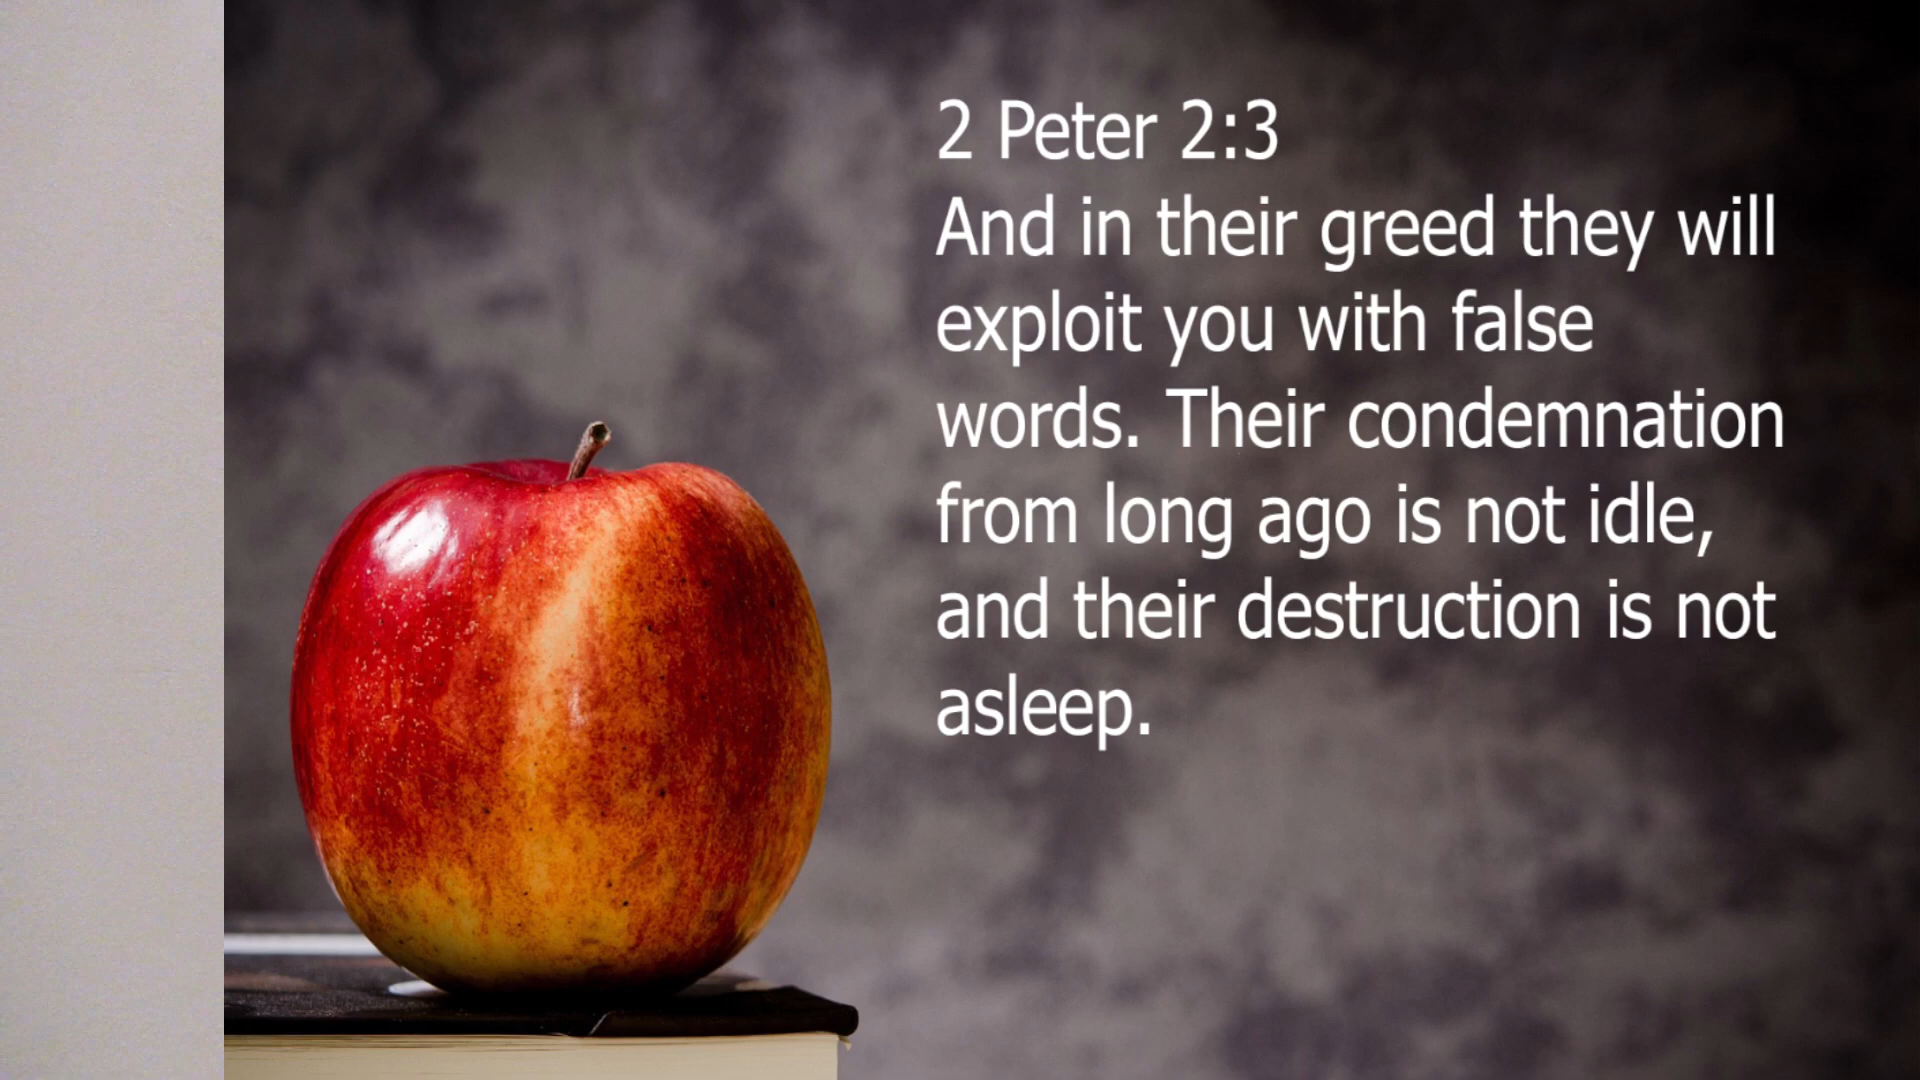 2 Peter 2:3
And in their greed they will
exploit you with false
words. Their condemnation
from long ago is not idle,
and their destruction is not
asleep.